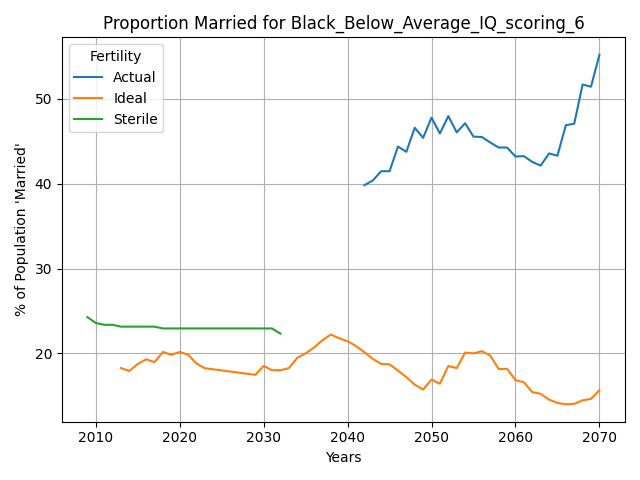 Proportion Married for Black_Below_Average_IQ_scoring_6
Fertility
Actual
Ideal
Sterile
% of Population 'Married'
50
40
30
20
2010 2020 2030 2040 2050 2060 2070
Years